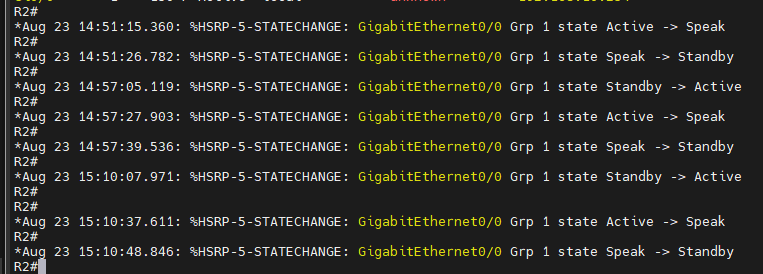 R2#
*Aug 23 14:51:15.360: %HSRP-5-STATECHANGE: GigabitEthernet0/0 Grp 1 state Active -> Speak
R2#
*Aug 23 14:51:26.782: %HSRP-5-STATECHANGE: GigabitEthernet0/0 Grp 1 state Speak -> Standby
R2#
*Aug 23 14:57:05.119: %HSRP-5-STATECHANGE: GigabitEthernet0/0 Grp 1 state Standby -> Active
R2#
*Aug 23 14:57:27.903: %HSRP-5-STATECHANGE: GigabitEthernet0/0 Grp 1 state Active -> Speak
R2#
*Aug 23 14:57:39.536: %HSRP-5-STATECHANGE: GigabitEthernet0/0 Grp 1 state Speak -> Standby
R2#
*Aug 23 15:10:07.971: %HSRP-5-STATECHANGE: GigabitEthernet0/0 Grp 1 state Standby -> Active
R2#
R2#
*Aug 23 15:10:37.611: %HSRP-5-STATECHANGE: GigabitEthernet0/0 Grp 1 state Active -> Speak
R2#
*Aug 23 15:10:48.846: %HSRP-5-STATECHANGE: GigabitEthernet0/0 Grp 1 state Speak -> Standby
R2#